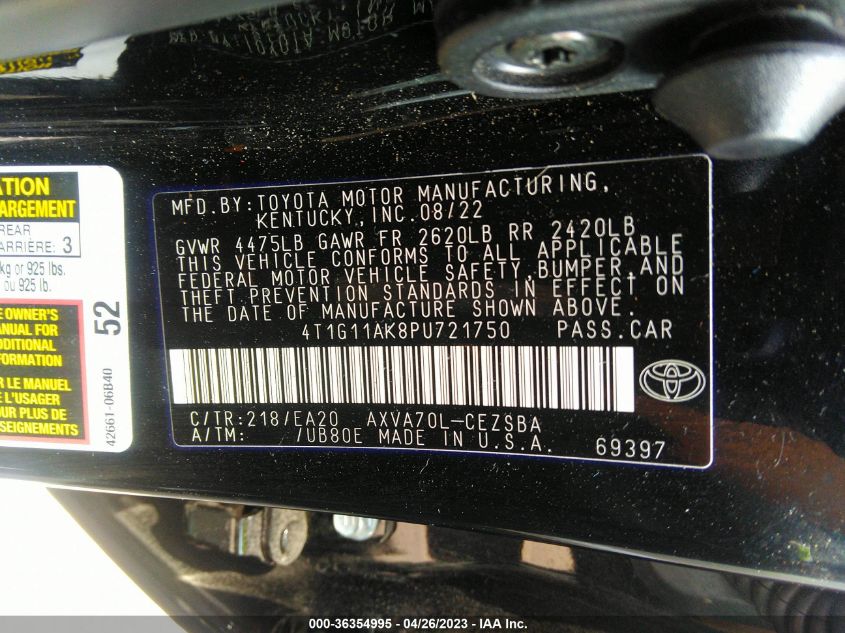 ATION
ARGEMENT
REAR
ARRIÈRE: 3
kg or 925 lbs.
ou 925 lb.
E OWNER'S
MANUAL FOR
DDITIONAL
FORMATION
R LE MANUEL
E L'USAGER
OUR PLUS DE
52
42661-06B40
MFD.BY:TOYOTA MOTOR MANUFACTURING,
KENTUCKY,INC.08/22
GVWR 4475LB GAWR FR 2620LB RR 2420LB
THIS VEHICLE CONFORMS TO ALL APPLICABLE
FEDERAL MOTOR VEHICLE SAFETY,BUMPER,AND
THEFT PREVENTION STANDARDS IN EFFECT ON
THE DATE OF MANUFACTURE SHOWN ABOVE.
4T1G11AK8PU721750 PASS.CAR
C/TR:218/EA20 AXVA70L-CEZSBA
A/TM: /UB80E MADE IN U.S.A.
69397
000-36354995 - 04/26/2023 - IAA Inc.